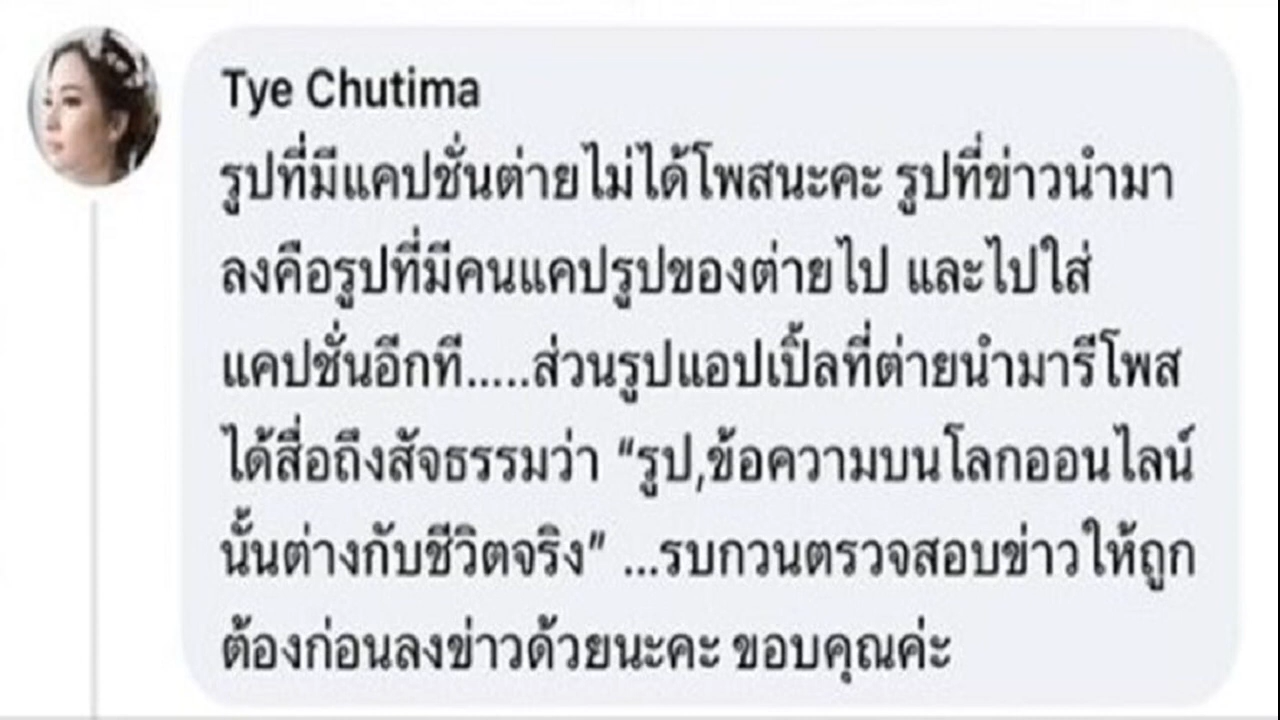 Tye Chutima
รูปที่มีแคปชั่นต่ายไม่ได้โพสนะคะ รูปที่ข่าวนำมา
ลงคือรูปที่มีคนแคปรูปของต่ายไป และไปใส่
แคปชั่นอีกที.....ส่วนรูปแอปเปิ้ลที่ต่ายนำมารีโพส
ได้สื่อถึงสัจธรรมว่า “รูป,ข้อความบนโลกออนไลน์
นั้นต่างกับชีวิตจริง” ...รบกวนตรวจสอบข่าวให้ถูก
ต้องก่อนลงข่าวด้วยนะคะ ขอบคุณค่ะ